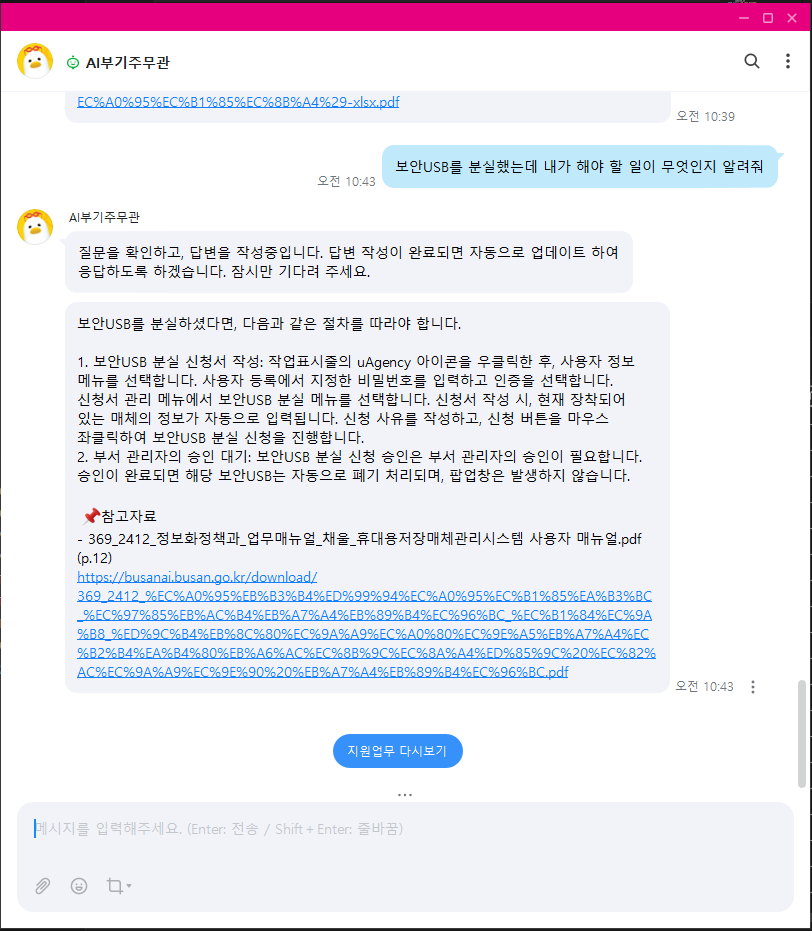 AI부기주무관
EC%A0%95%EC%B1%85%EC%8B%A4%29-xlsx.pdf
오전 10:39
보안USB를 분실했는데 내가 해야 할 일이 무엇인지 알려줘
오전 10:43
AI부기주무관
질문을 확인하고, 답변을 작성중입니다. 답변 작성이 완료되면 자동으로 업데이트 하여
응답하도록 하겠습니다. 잠시만 기다려 주세요.
보안USB를 분실하셨다면, 다음과 같은 절차를 따라야 합니다.
1. 보안USB 분실 신청서 작성: 작업표시줄의 uAgency 아이콘을 우클릭한 후, 사용자 정보
메뉴를 선택합니다. 사용자 등록에서 지정한 비밀번호를 입력하고 인증을 선택합니다.
신청서 관리 메뉴에서 보안USB 분실 메뉴를 선택합니다. 신청서 작성 시, 현재 장착되어
있는 매체의 정보가 자동으로 입력됩니다. 신청 사유를 작성하고, 신청 버튼을 마우스
좌클릭하여 보안USB 분실 신청을 진행합니다.
2. 부서 관리자의 승인 대기: 보안USB 분실 신청 승인은 부서 관리자의 승인이 필요합니다.
승인이 완료되면 해당 보안USB는 자동으로 폐기 처리되며, 팝업창은 발생하지 않습니다.
📌참고자료
- 369_2412_정보화정책과_업무매뉴얼_채울_휴대용저장매체관리시스템 사용자 매뉴얼.pdf
(p.12)
https://busanai.busan.go.kr/download/
369_2412_%EC%A0%95%EB%B3%B4%ED%99%94%EC%A0%95%EC%B1%85%EA%B3%BC
_%EC%97%85%EB%AC%B4%EB%A7%A4%EB%89%B4%EC%96%BC_%EC%B1%84%EC%9A
%B8_%ED%9C%B4%EB%8C%80%EC%9A%A9%EC%A0%80%EC%9E%A5%EB%A7%A4%EC
%B2%B4%EA%B4%80%EB%A6%AC%EC%8B%9C%EC%8A%A4%ED%85%9C%20%EC%82%
AC%EC%9A%A9%EC%9E%90%20%EB%A7%A4%EB%89%B4%EC%96%BC.pdf
오전 10:43
지원업무 다시보기
메시지를 입력해주세요. (Enter: 전송 / Shift + Enter: 줄바꿈)